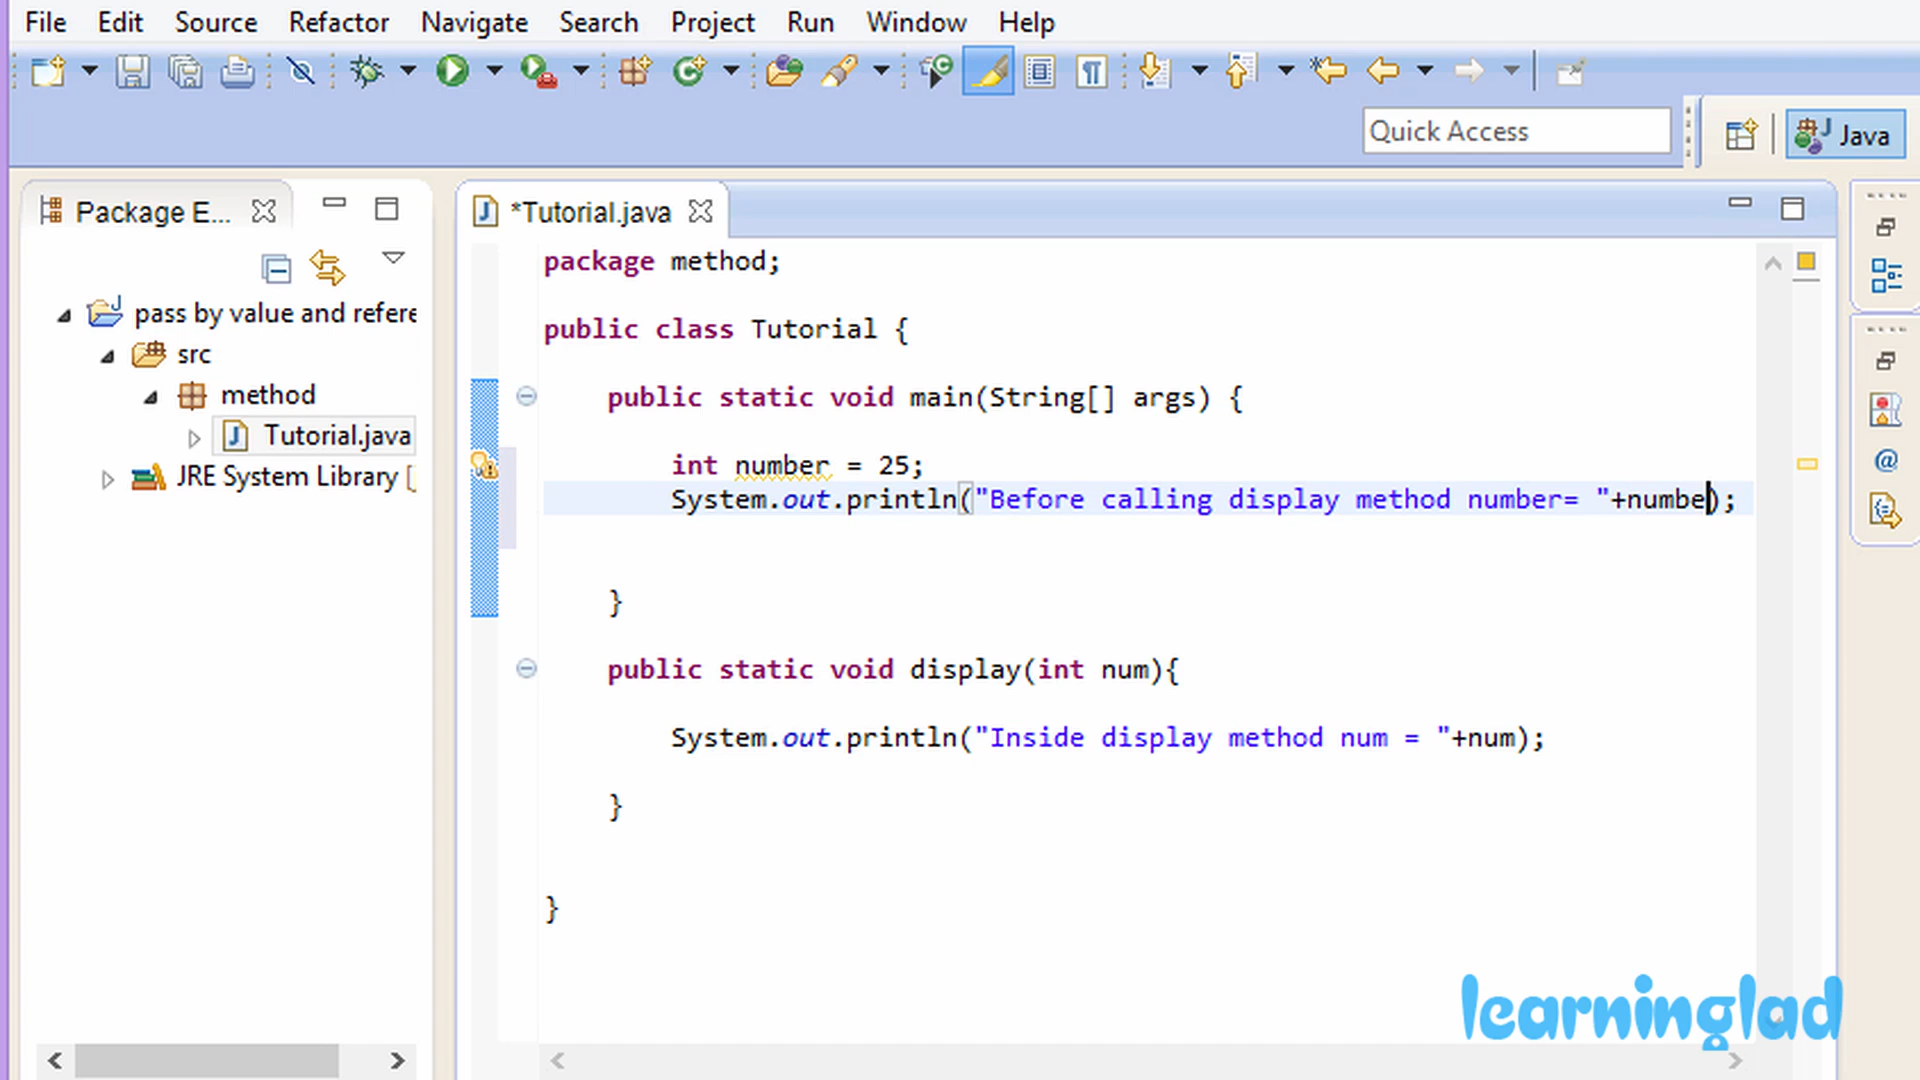 File Edit Source Refactor Navigate Search Project Run Window Help
Quick Access
Java
Package E...
*Tutorial.java
pass by value and refere
src
method
Tutorial.java
JRE System Library [
package method;
public class Tutorial {
public static void main(String[] args) {
int number = 25;
System.out.println("Before calling display method number= "+numbe);
}
public static void display(int num){
System.out.println("Inside display method num = "+num);
}
}
learninglad